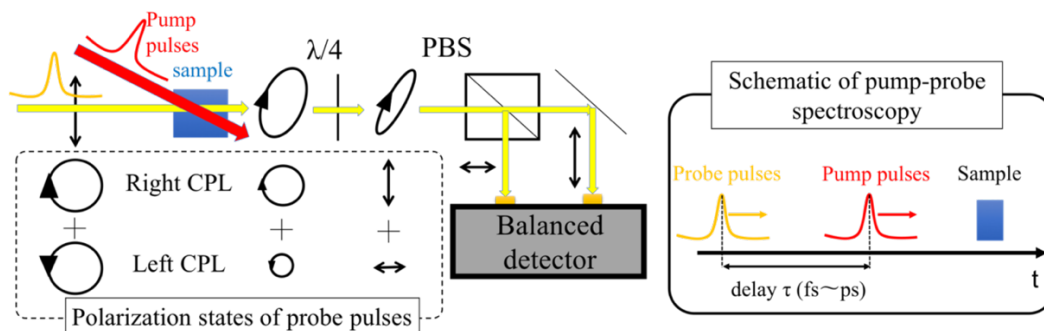 Pump
pulses
sample
λ/4
PBS
Right CPL
+
Left CPL
+
+
Polarization states of probe pulses
Balanced
detector
Schematic of pump-probe
spectroscopy
Probe pulses
Pump pulses
Sample
delay τ (fs～ps)
t